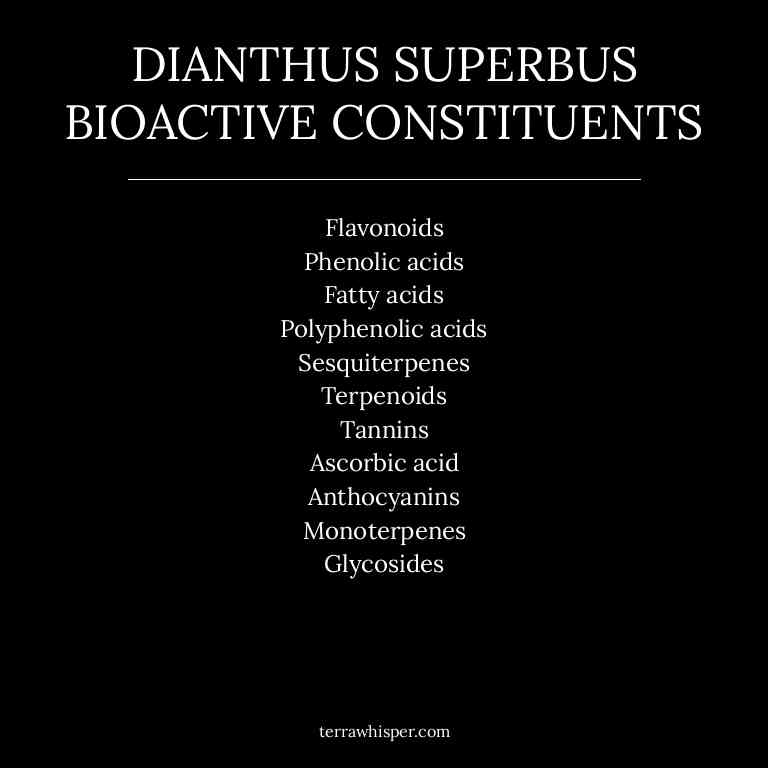 DIANTHUS SUPERBUS
BIOACTIVE CONSTITUENTS
Flavonoids
Phenolic acids
Fatty acids
Polyphenolic acids
Sesquiterpenes
Terpenoids
Tannins
Ascorbic acid
Anthocyanins
Monoterpenes
Glycosides
terrawhisper.com